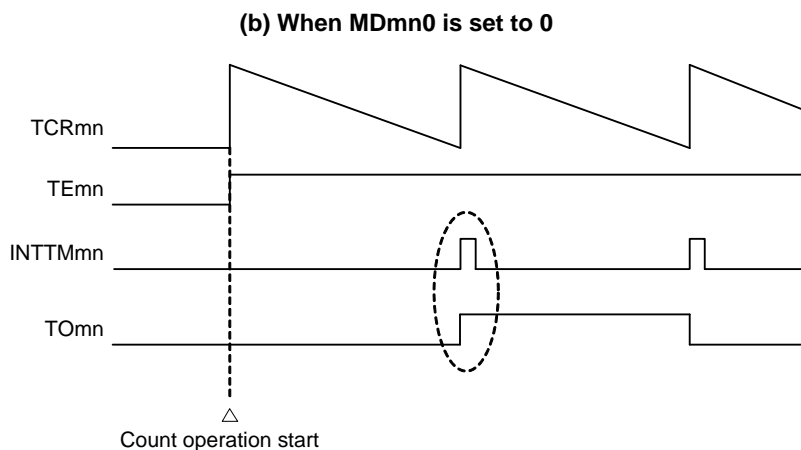 (b) When MDmn0 is set to 0
TCRmn
TEmn
INTTMmn
TOmn
Count operation start